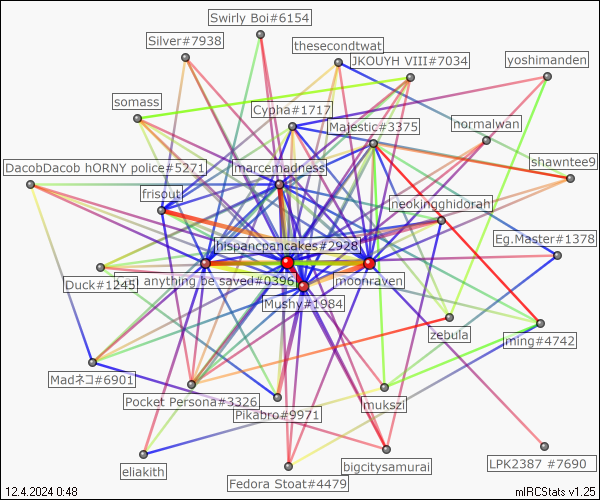 Swirly Boi#6154
Silver#7938
thesecondtwat
JKOUYH VIII#7034
yoshimanden
somass
Cypha#1717
Majestic#3375
normalwan
DacobDacob hORNY police#5271
marcemadness
shawntee9
frisout
neokingghidorah
Eg.Master#1378
hispancpancakes#2928
Duck#1245
anything be saved#0396
moonraven
Mushy#1984
zebula
ming#4742
Madネコ#6901
Pocket Persona#3326
Pikabro#9971
mukszi
eliakith
Fedora Stoat#4479
bigcitysamurai
LPK2387 #7690
12.4.2024 0:48
mIRCStats v1.25